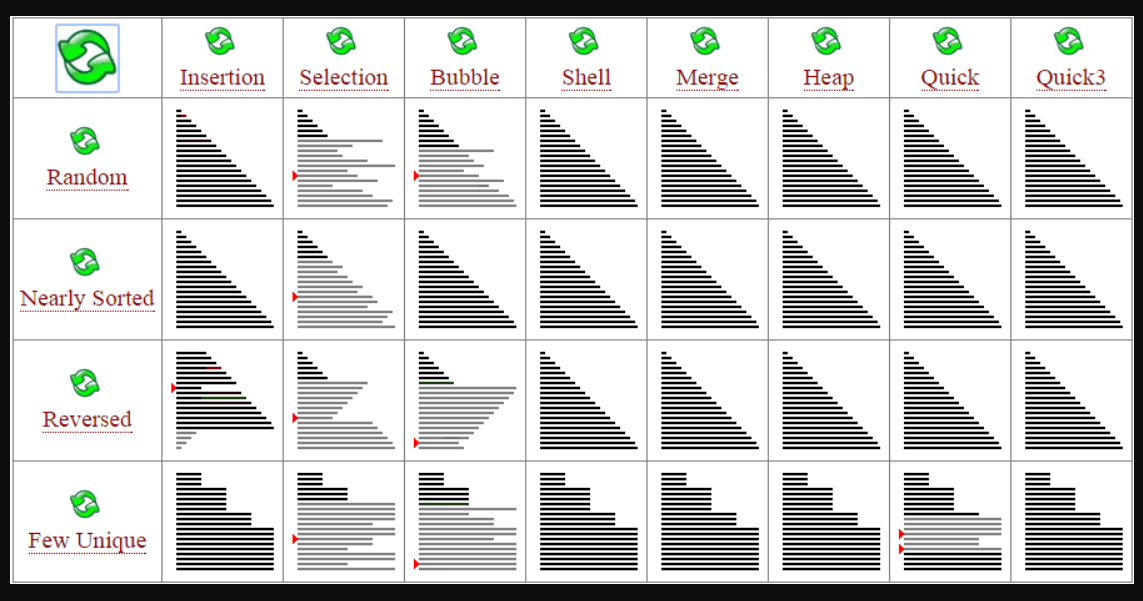 Insertion Selection Bubble Shell Merge Heap Quick Quick3
Random
Nearly Sorted
Reversed
Few Unique